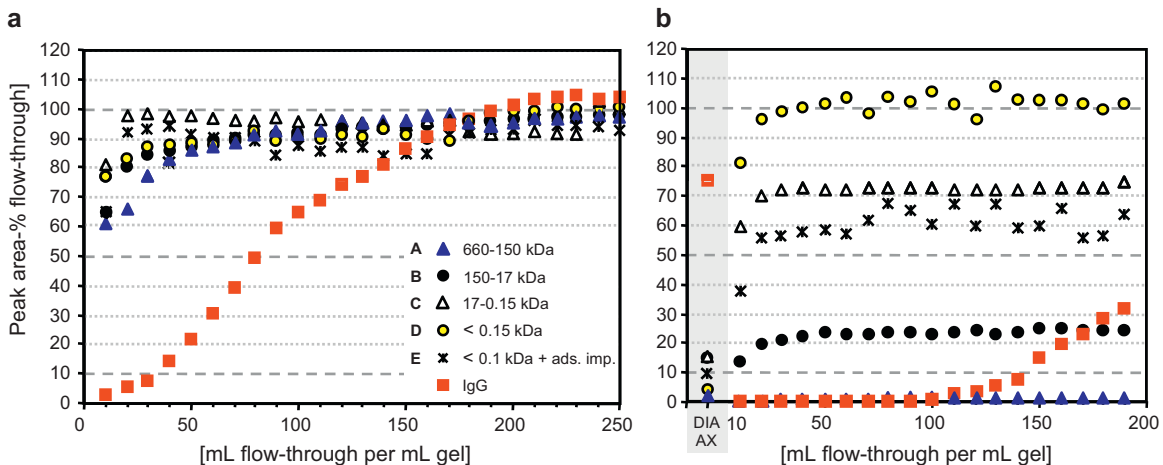 a
b
Peak area-% flow-through]
120
110
100
90
80
70
60
50
40
30
20
10
0
0 50 100 150 200 250
[mL flow-through per mL gel]
A 660-150 kDa
B 150-17 kDa
C 17-0.15 kDa
D < 0.15 kDa
E < 0.1 kDa + ads. imp.
IgG
120
110
100
90
80
70
60
50
40
30
20
10
0
DIA
AX
10 50 100 150 200
[mL flow-through per mL gel]